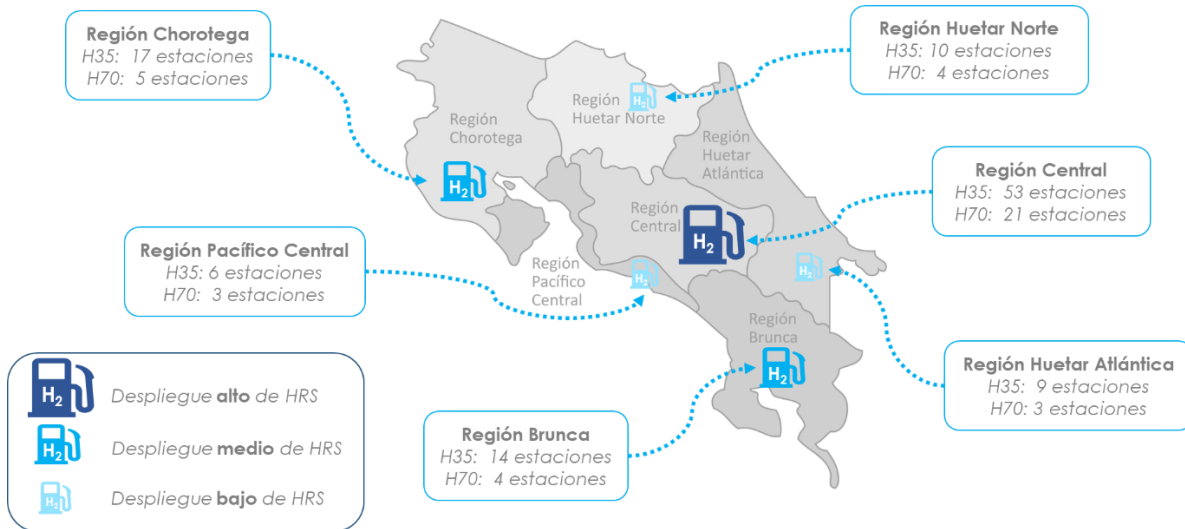 Región Chorotega
H35: 17 estaciones
H70: 5 estaciones
Región Huetar Norte
H35: 10 estaciones
H70: 4 estaciones
Región
Huetar Norte
H₂
Región
Chorotega
H₂
Región
Huetar
Atlántica
Región Central
H35: 53 estaciones
H70: 21 estaciones
Región
Central
H₂
Región Pacífico Central
H35: 6 estaciones
H70: 3 estaciones
Región
Pacífico
Central
H₂
H₂
Región
Brunca
H₂
Región Huetar Atlántica
H35: 9 estaciones
H70: 3 estaciones
Región Brunca
H35: 14 estaciones
H70: 4 estaciones
H₂
Despliegue alto de HRS
H₂
Despliegue medio de HRS
H₂
Despliegue bajo de HRS